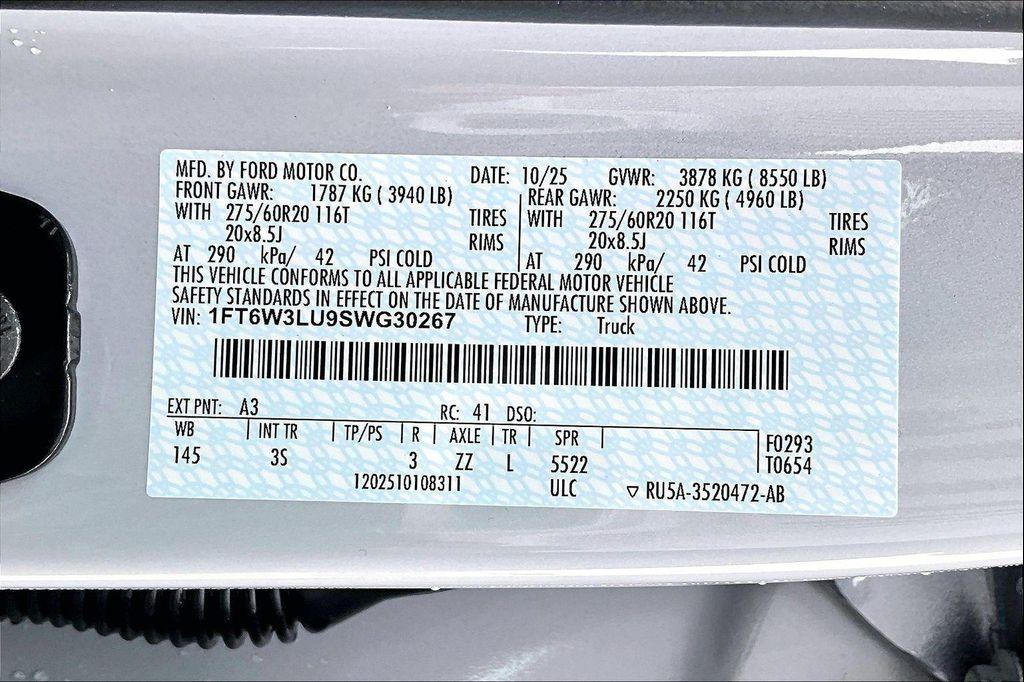 MFD. BY FORD MOTOR CO. DATE: 10/25 GVWR: 3878 KG ( 8550 LB)
FRONT GAWR: 1787 KG ( 3940 LB) REAR GAWR: 2250 KG ( 4960 LB)
WITH 275/60R20 116T TIRES WITH 275/60R20 116T TIRES
20x8.5J RIMS 20x8.5J RIMS
AT 290 kPa/ 42 PSI COLD AT 290 kPa/ 42 PSI COLD
THIS VEHICLE CONFORMS TO ALL APPLICABLE FEDERAL MOTOR VEHICLE
SAFETY STANDARDS IN EFFECT ON THE DATE OF MANUFACTURE SHOWN ABOVE.
VIN: 1FT6W3LU9SWG30267 TYPE: Truck
EXT PNT: A3 RC: 41 DSO:
WB | INT TR | TP/PS | R | AXLE | TR | SPR | F0293
145 3S 3 ZZ L 5522 T0654
1202510108311 ULC ▽ RU5A-3520472-AB